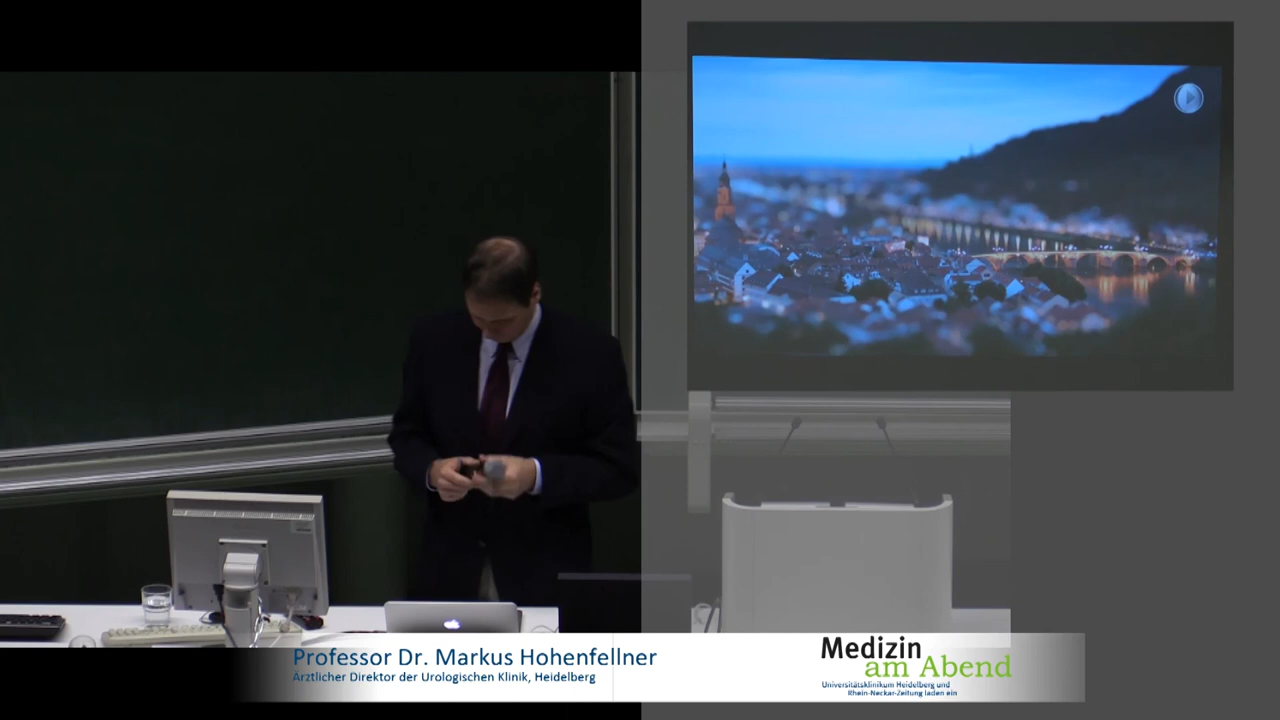 Professor Dr. Markus Hohenfellner
Ärztlicher Direktor der Urologischen Klinik, Heidelberg
Medizin
am Abend
Universitätsklinikum Heidelberg und
Rhein-Neckar-Zeitung laden ein